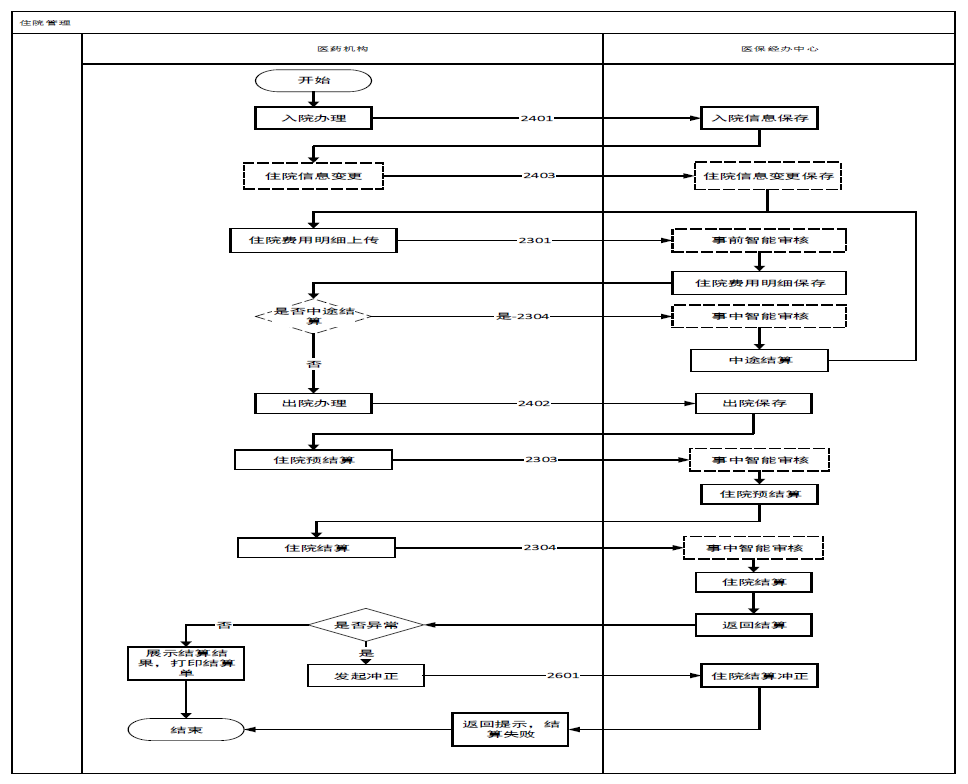 住院管理
医药机构
医保经办中心
开始
入院办理
2401
入院信息保存
住院信息变更
2403
住院信息变更保存
住院费用明细上传
2301
事前智能审核
住院费用明细保存
是否中途结
算
是-2304
事中智能审核
中途结算
否
出院办理
2402
出院保存
住院预结算
2303
事中智能审核
住院预结算
住院结算
2304
事中智能审核
住院结算
返回结算
是否异常
否
是
展示结算结
果，打印结算
单
发起冲正
2601
住院结算冲正
返回提示，结
算失败
结束